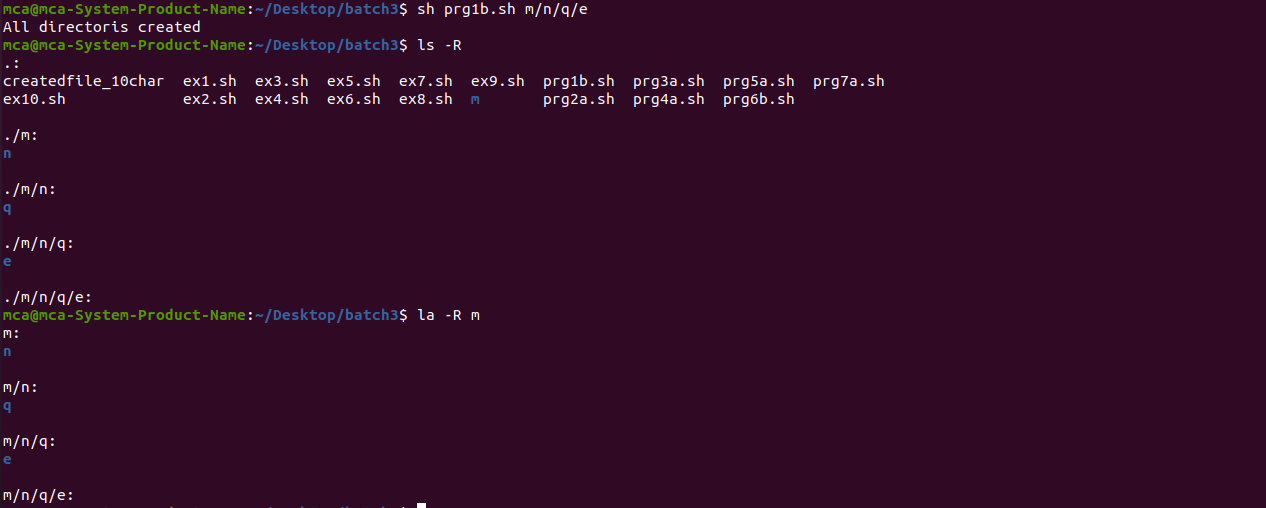 mca@mca-System-Product-Name:~/Desktop/batch3$ sh prg1b.sh m/n/q/e
All directoris created
mca@mca-System-Product-Name:~/Desktop/batch3$ ls -R
.:
createdfile_10char  ex1.sh  ex3.sh  ex5.sh  ex7.sh  ex9.sh  prg1b.sh  prg3a.sh  prg5a.sh  prg7a.sh
ex10.sh             ex2.sh  ex4.sh  ex6.sh  ex8.sh  m       prg2a.sh  prg4a.sh  prg6b.sh

./m:
n

./m/n:
q

./m/n/q:
e

./m/n/q/e:
mca@mca-System-Product-Name:~/Desktop/batch3$ la -R m
m:
n

m/n:
q

m/n/q:
e

m/n/q/e: